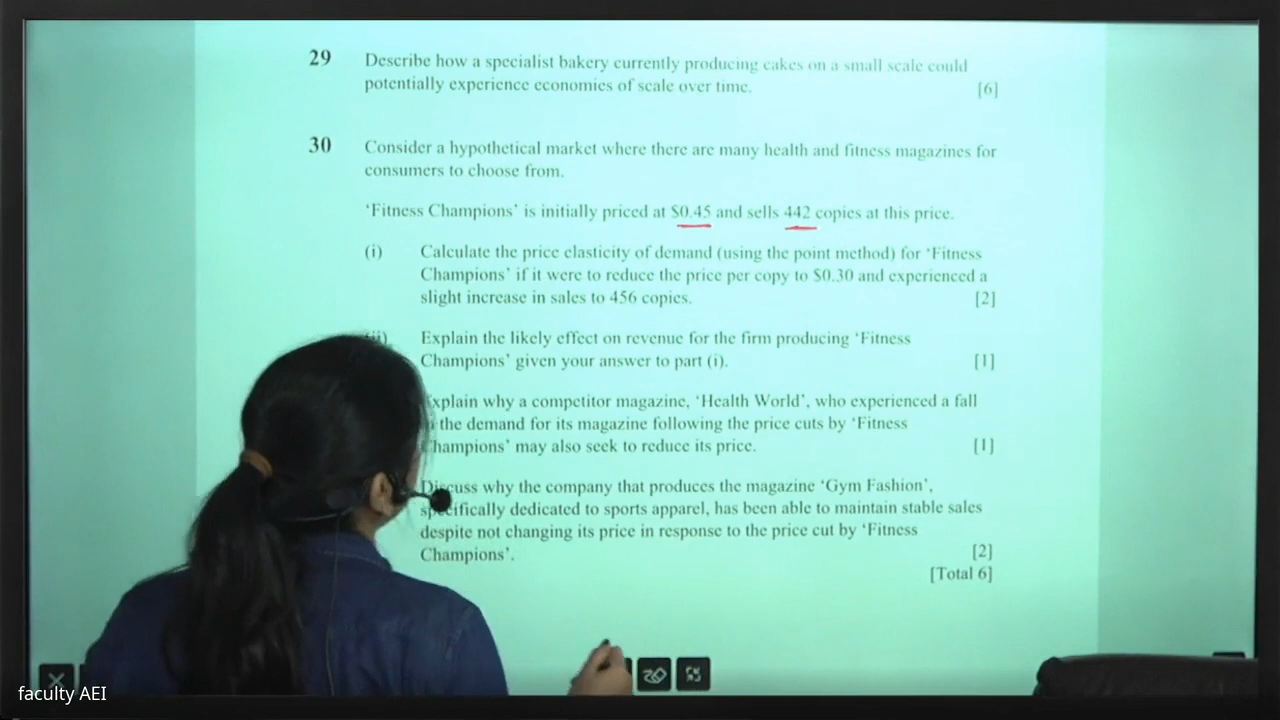 29 Describe how a specialist bakery currently producing cakes on a small scale could
potentially experience economies of scale over time. [6]
30 Consider a hypothetical market where there are many health and fitness magazines for
consumers to choose from.
‘Fitness Champions’ is initially priced at $0.45 and sells 442 copies at this price.
(i) Calculate the price elasticity of demand (using the point method) for ‘Fitness
Champions’ if it were to reduce the price per copy to $0.30 and experienced a
slight increase in sales to 456 copies. [2]
(ii) Explain the likely effect on revenue for the firm producing ‘Fitness
Champions’ given your answer to part (i). [1]
Explain why a competitor magazine, ‘Health World’, who experienced a fall
the demand for its magazine following the price cuts by ‘Fitness
Champions’ may also seek to reduce its price. [1]
Discuss why the company that produces the magazine ‘Gym Fashion’,
specifically dedicated to sports apparel, has been able to maintain stable sales
despite not changing its price in response to the price cut by ‘Fitness
Champions’. [2]
[Total 6]
faculty AEI